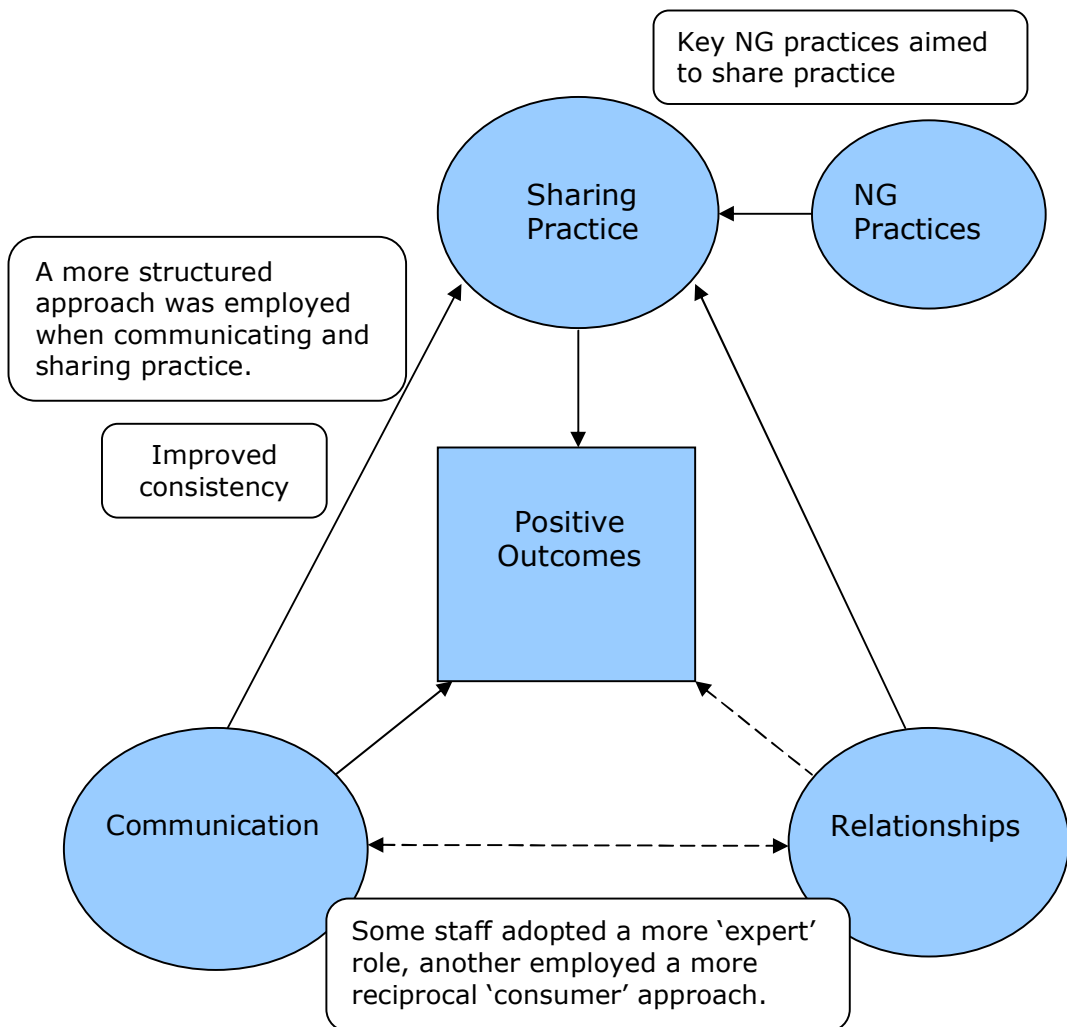 Key NG practices aimed
to share practice
Sharing
Practice
NG
Practices
A more structured
approach was employed
when communicating and
sharing practice.
Improved
consistency
Positive
Outcomes
Communication
Relationships
Some staff adopted a more ‘expert’
role, another employed a more
reciprocal ‘consumer’ approach.